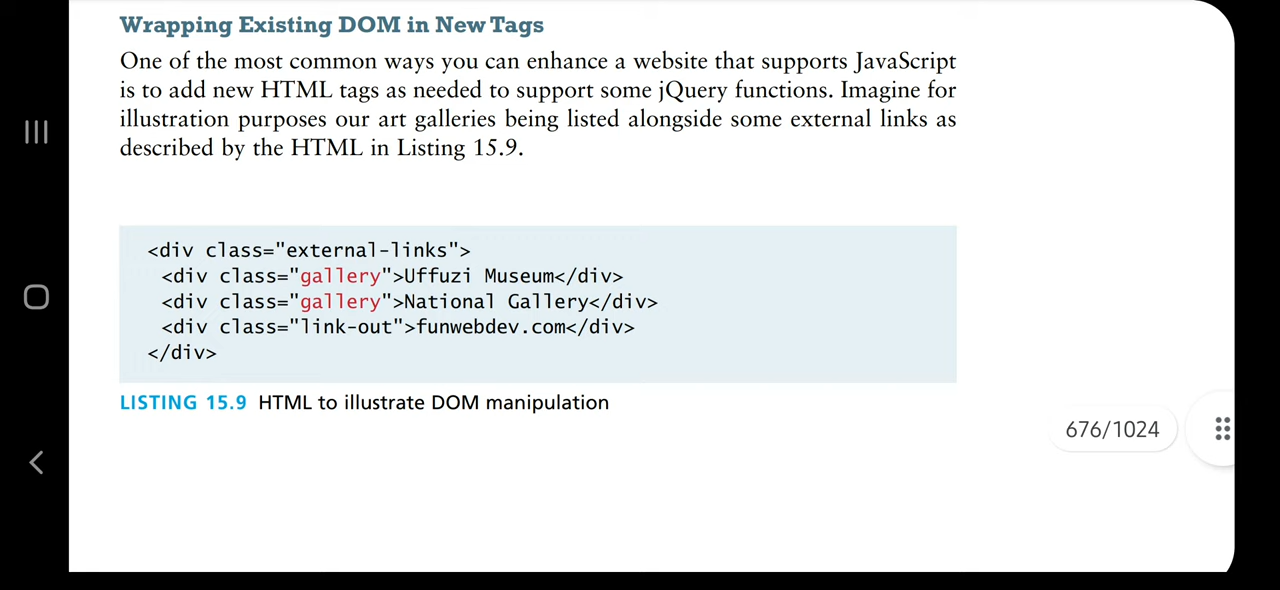 Wrapping Existing DOM in New Tags
One of the most common ways you can enhance a website that supports JavaScript
is to add new HTML tags as needed to support some jQuery functions. Imagine for
illustration purposes our art galleries being listed alongside some external links as
described by the HTML in Listing 15.9.
<div class="external-links">
<div class="gallery">Uffuzi Museum</div>
<div class="gallery">National Gallery</div>
<div class="link-out">funwebdev.com</div>
</div>
LISTING 15.9 HTML to illustrate DOM manipulation
676/1024